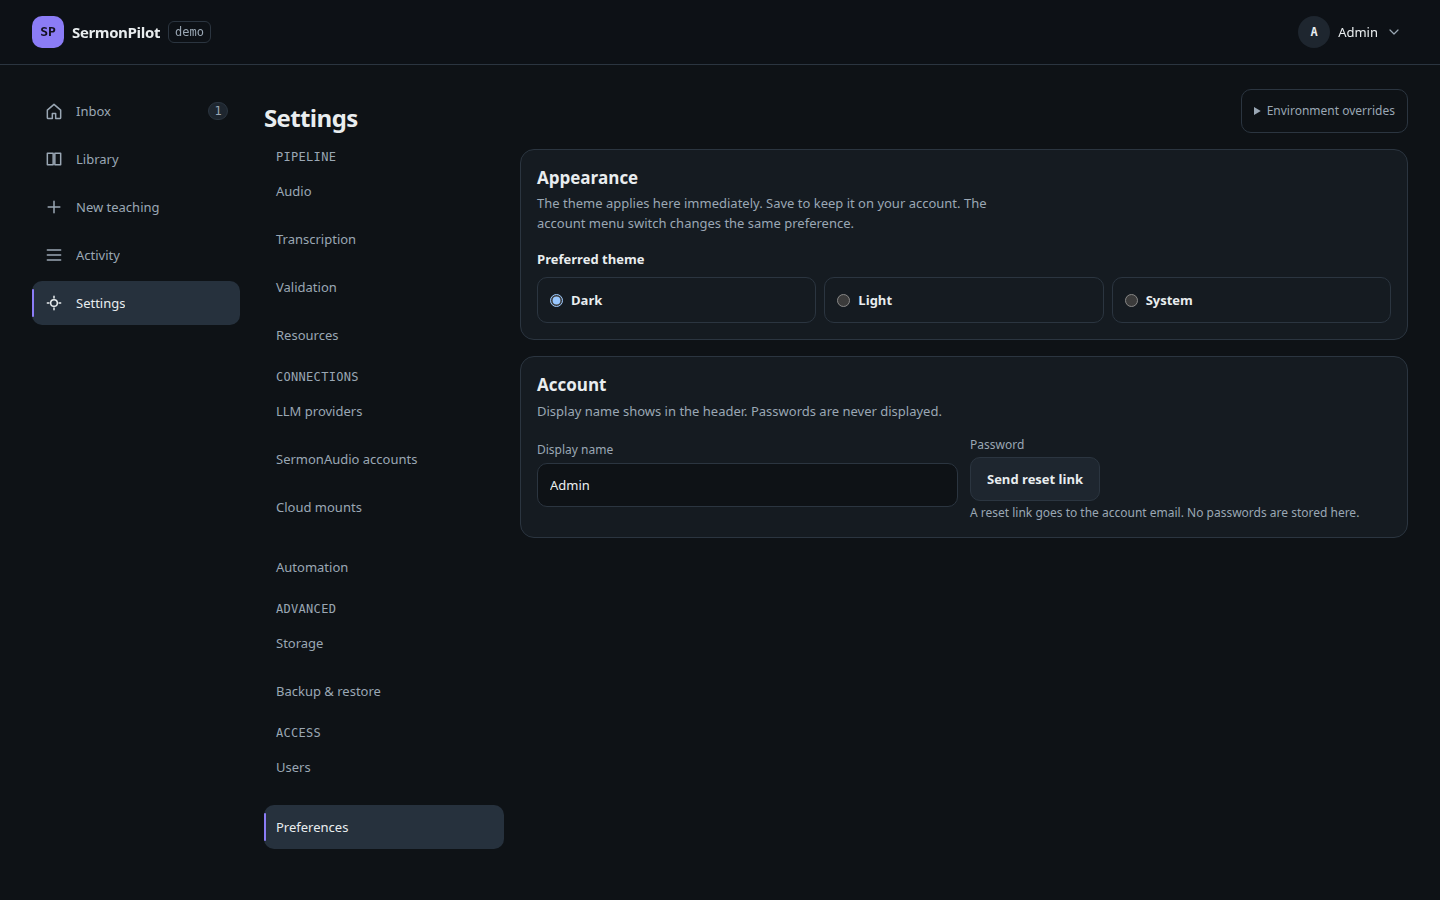 SP SermonPilot demo
A Admin
Inbox 1
Library
New teaching
Activity
Settings
Settings
Environment overrides
PIPELINE
Audio
Transcription
Validation
Resources
CONNECTIONS
LLM providers
SermonAudio accounts
Cloud mounts
Automation
ADVANCED
Storage
Backup & restore
ACCESS
Users
Preferences
Appearance
The theme applies here immediately. Save to keep it on your account. The
account menu switch changes the same preference.
Preferred theme
Dark Light System
Account
Display name shows in the header. Passwords are never displayed.
Display name
Admin
Password
Send reset link
A reset link goes to the account email. No passwords are stored here.